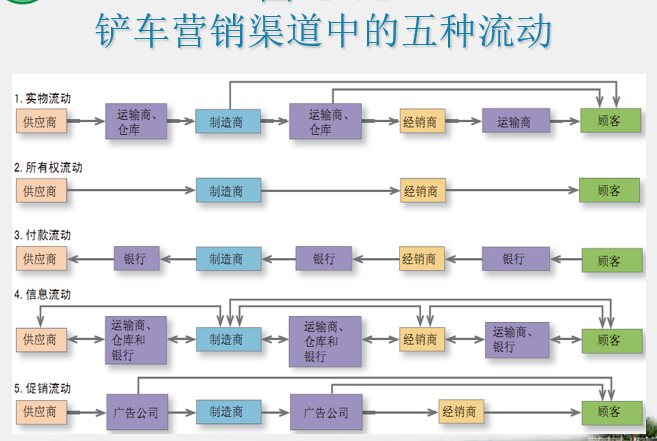 铲车营销渠道中的五种流动
1. 实物流动
供应商
运输商、
仓库
制造商
运输商、
仓库
经销商
运输商
顾客
2. 所有权流动
供应商
制造商
经销商
顾客
3. 付款流动
供应商
银行
制造商
银行
经销商
银行
顾客
4. 信息流动
供应商
运输商、
仓库和
银行
制造商
运输商、
仓库和
银行
经销商
运输商、
银行
顾客
5. 促销流动
供应商
广告公司
制造商
广告公司
经销商
顾客